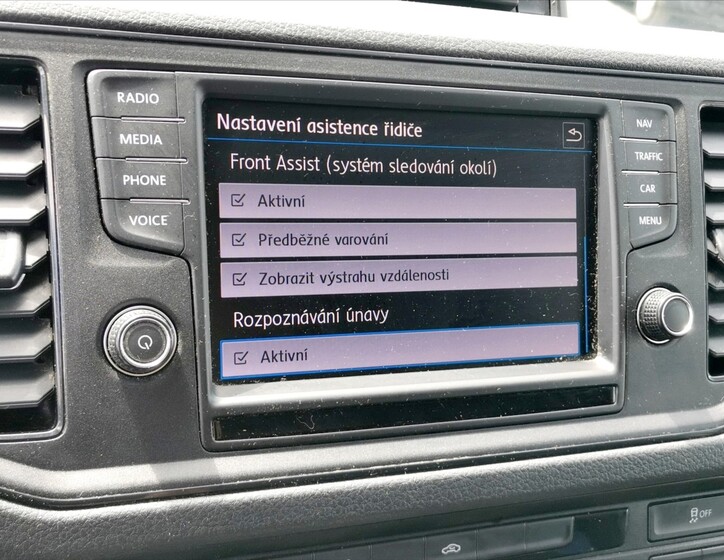 RADIO
MEDIA
PHONE
VOICE
Nastavení asistence řidiče
Front Assist (systém sledování okolí)
Aktivní
Předběžné varování
Zobrazit výstrahu vzdálenosti
Rozpoznávání únavy
Aktivní
NAV
TRAFFIC
CAR
MENU
OFF